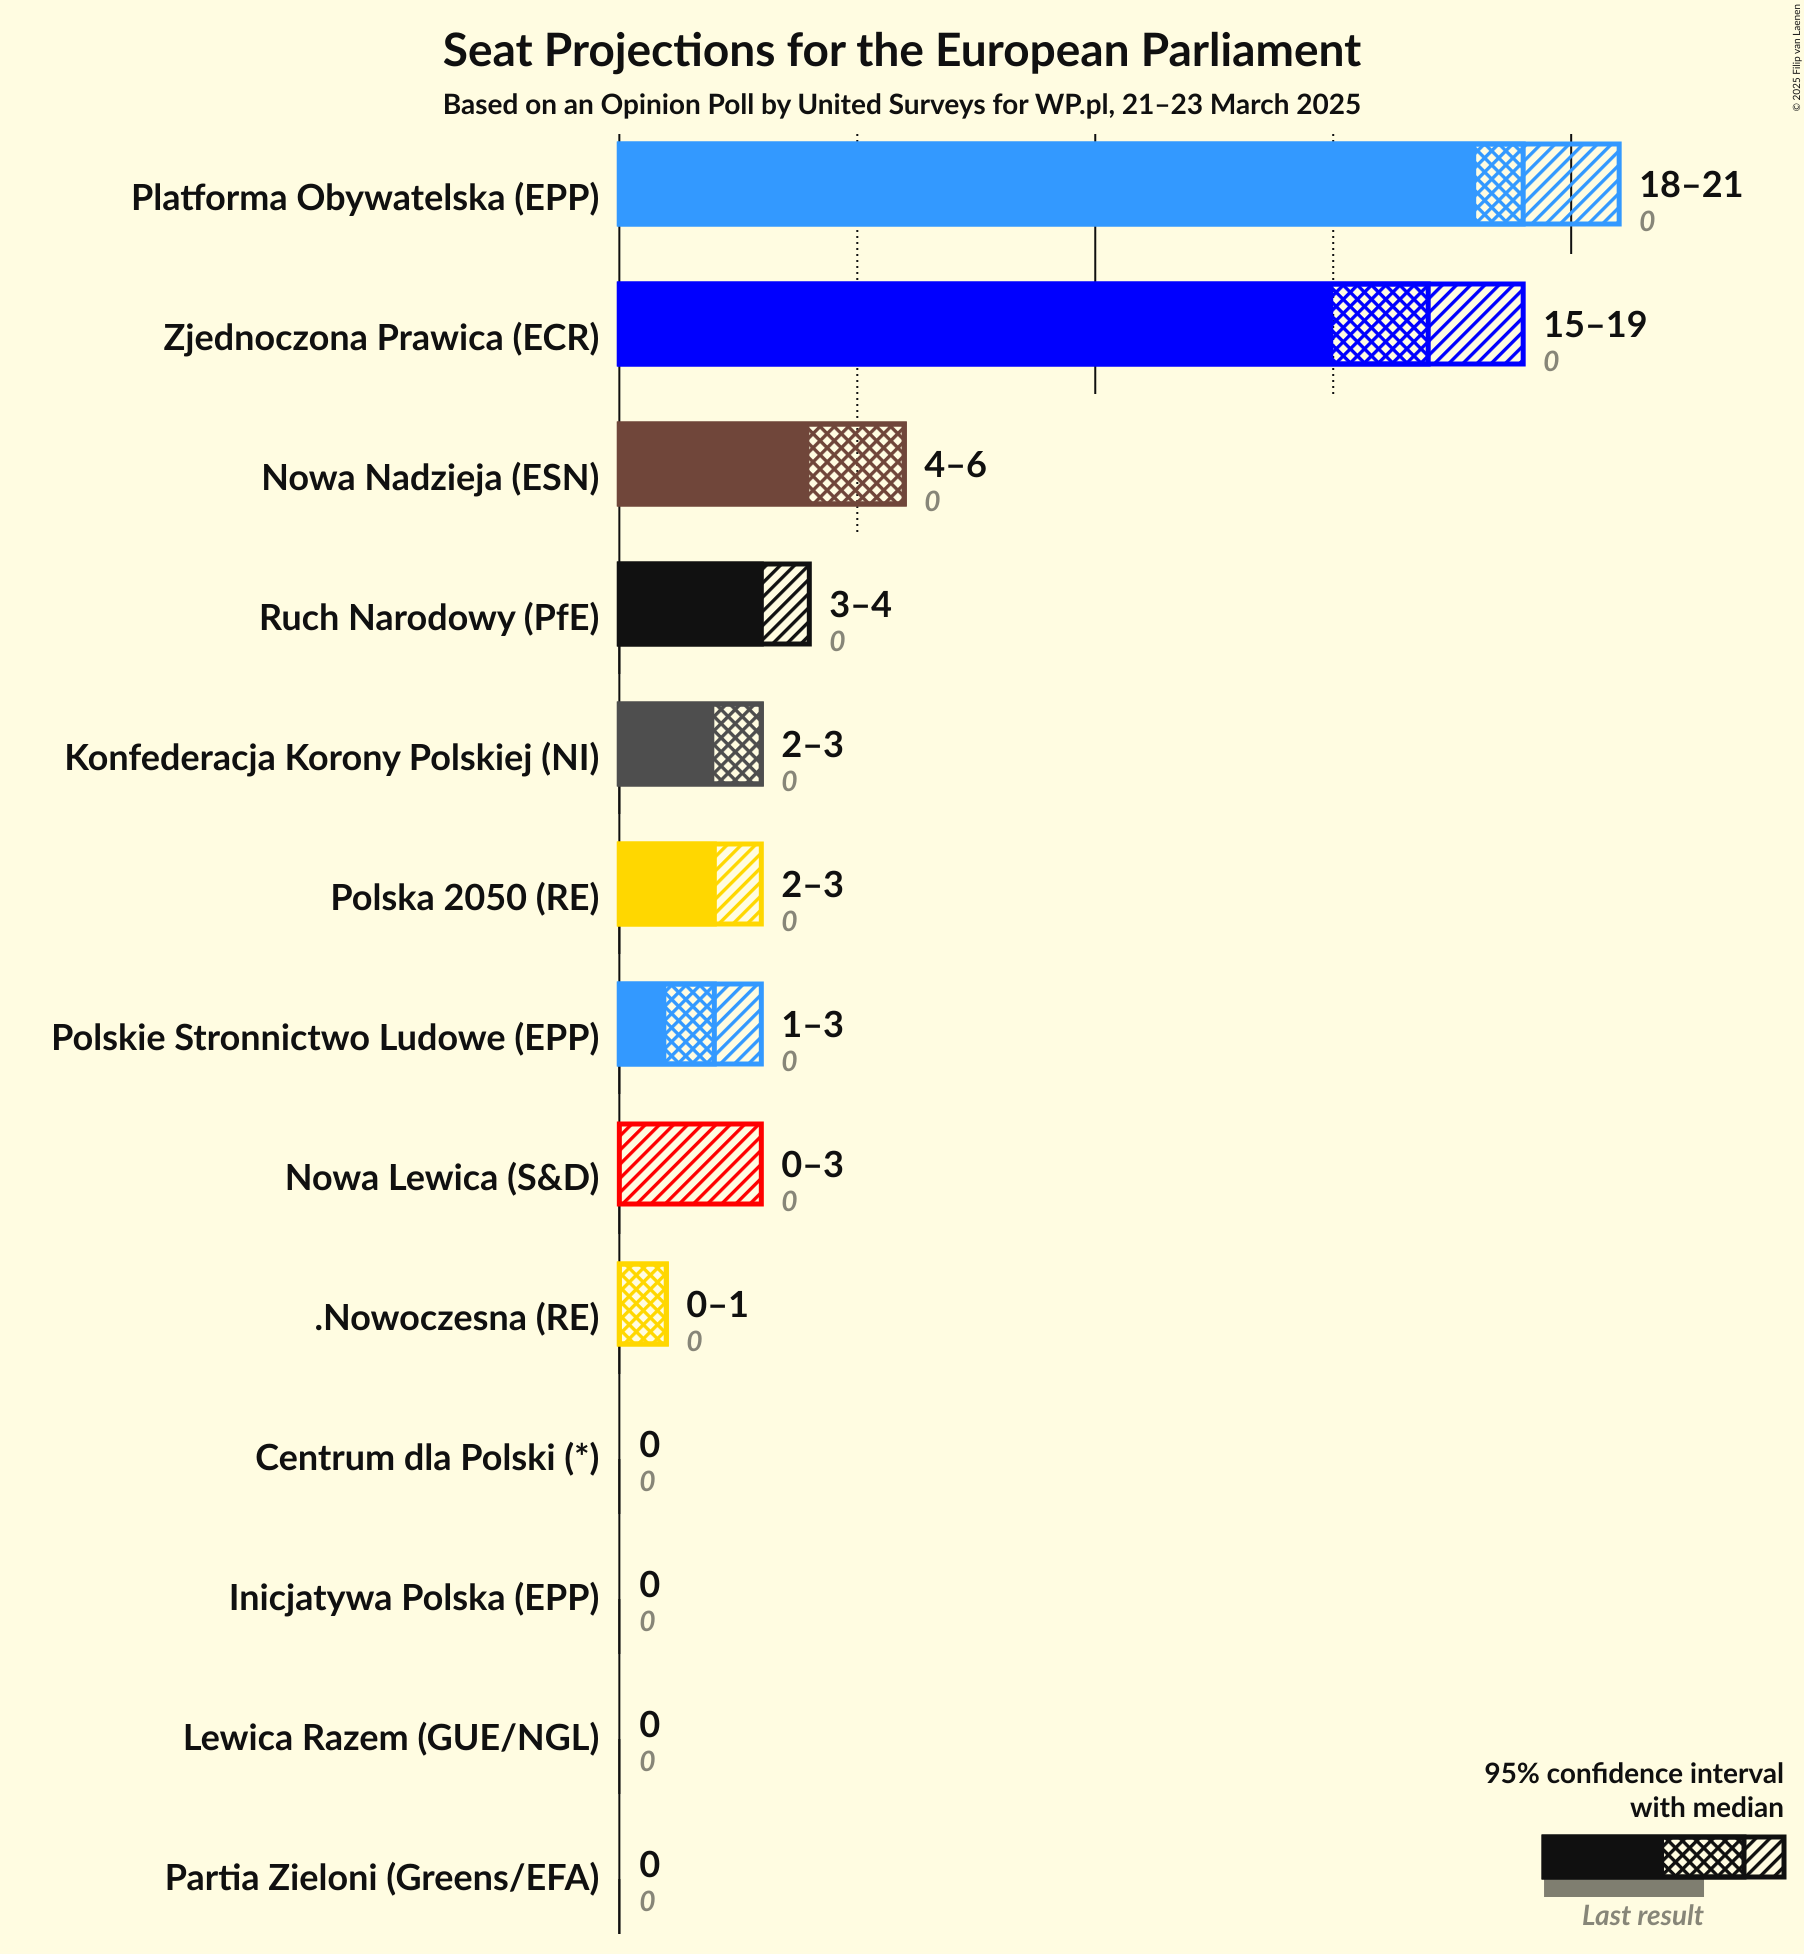 Seat Projections for the European Parliament
Based on an Opinion Poll by United Surveys for WP.pl, 21–23 March 2025
© 2025 Filip van Laenen
Platforma Obywatelska (EPP)
18–21
0
Zjednoczona Prawica (ECR)
15–19
0
Nowa Nadzieja (ESN)
4–6
0
Ruch Narodowy (PfE)
3–4
0
Konfederacja Korony Polskiej (NI)
2–3
0
Polska 2050 (RE)
2–3
0
Polskie Stronnictwo Ludowe (EPP)
1–3
0
Nowa Lewica (S&D)
0–3
0
.Nowoczesna (RE)
0–1
0
Centrum dla Polski (*)
0
0
Inicjatywa Polska (EPP)
0
0
Lewica Razem (GUE/NGL)
0
0
Partia Zieloni (Greens/EFA)
0
0
95% confidence interval
with median
Last result